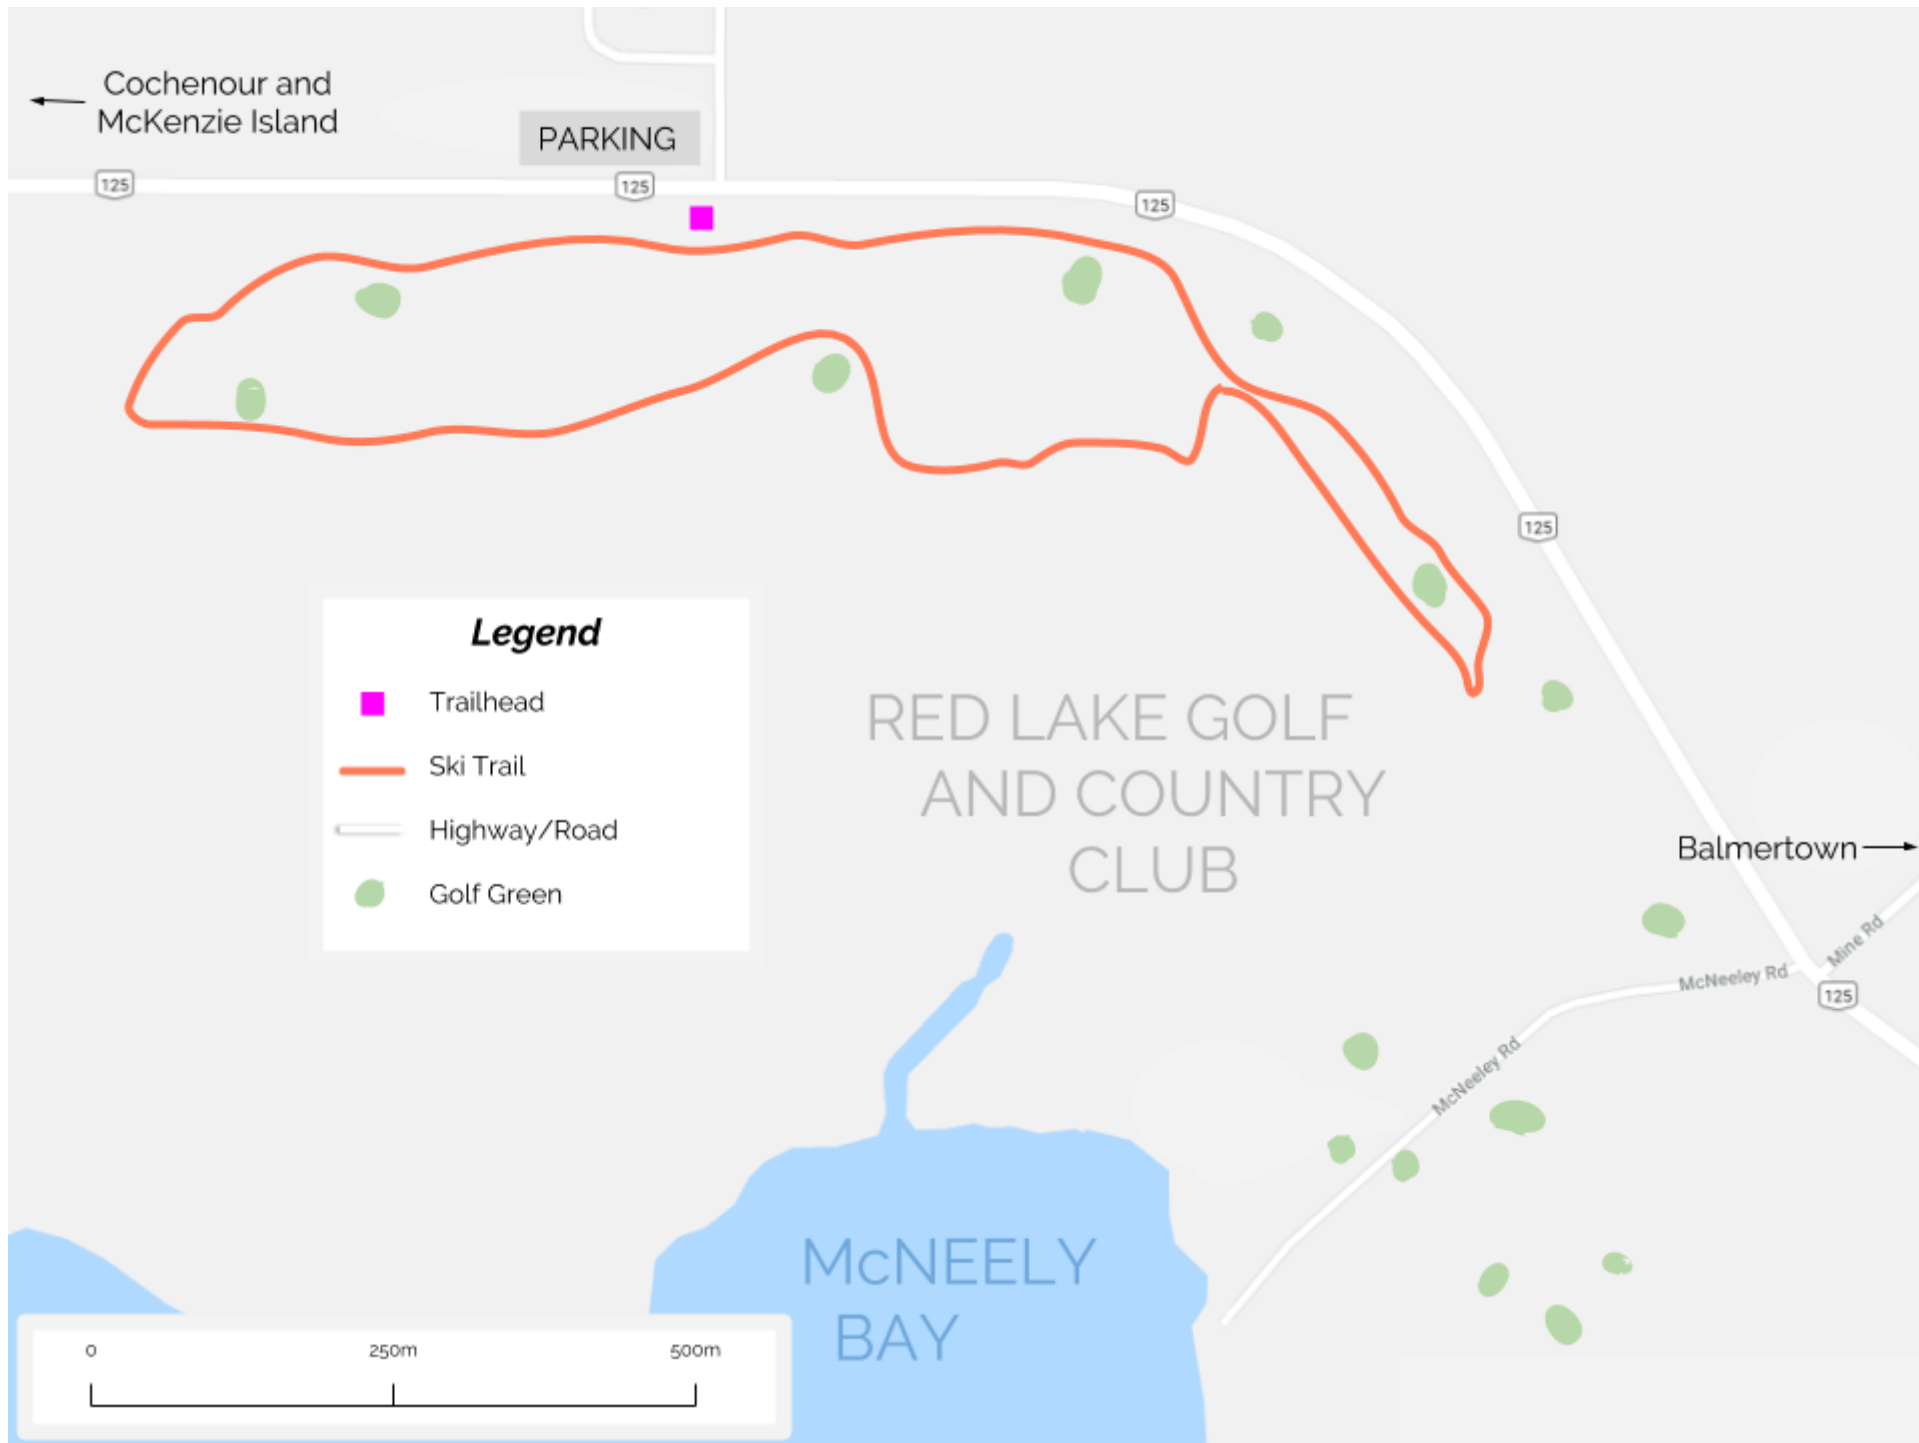 Cochenour and
McKenzie Island
PARKING
125
125
125
125
Legend
Trailhead
Ski Trail
Highway/Road
Golf Green
RED LAKE GOLF
AND COUNTRY
CLUB
Balmertown
Mine Rd
McNeeley Rd
125
McNeeley Rd
McNEELY
BAY
0 250m 500m